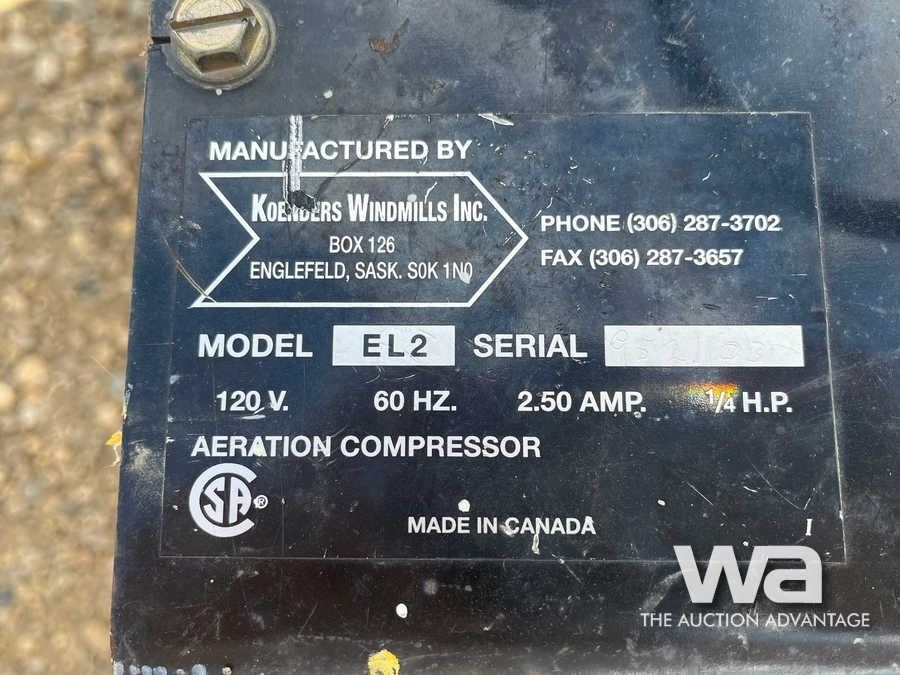 MANUFACTURED BY
KOENDERS WINDMILLS INC.
BOX 126
ENGLEFELD, SASK. S0K 1N0
PHONE (306) 287-3702
FAX (306) 287-3657
MODEL EL2 SERIAL
120 V. 60 HZ. 2.50 AMP. 1/4 H.P.
AERATION COMPRESSOR
CSA ®
MADE IN CANADA
wa
THE AUCTION ADVANTAGE